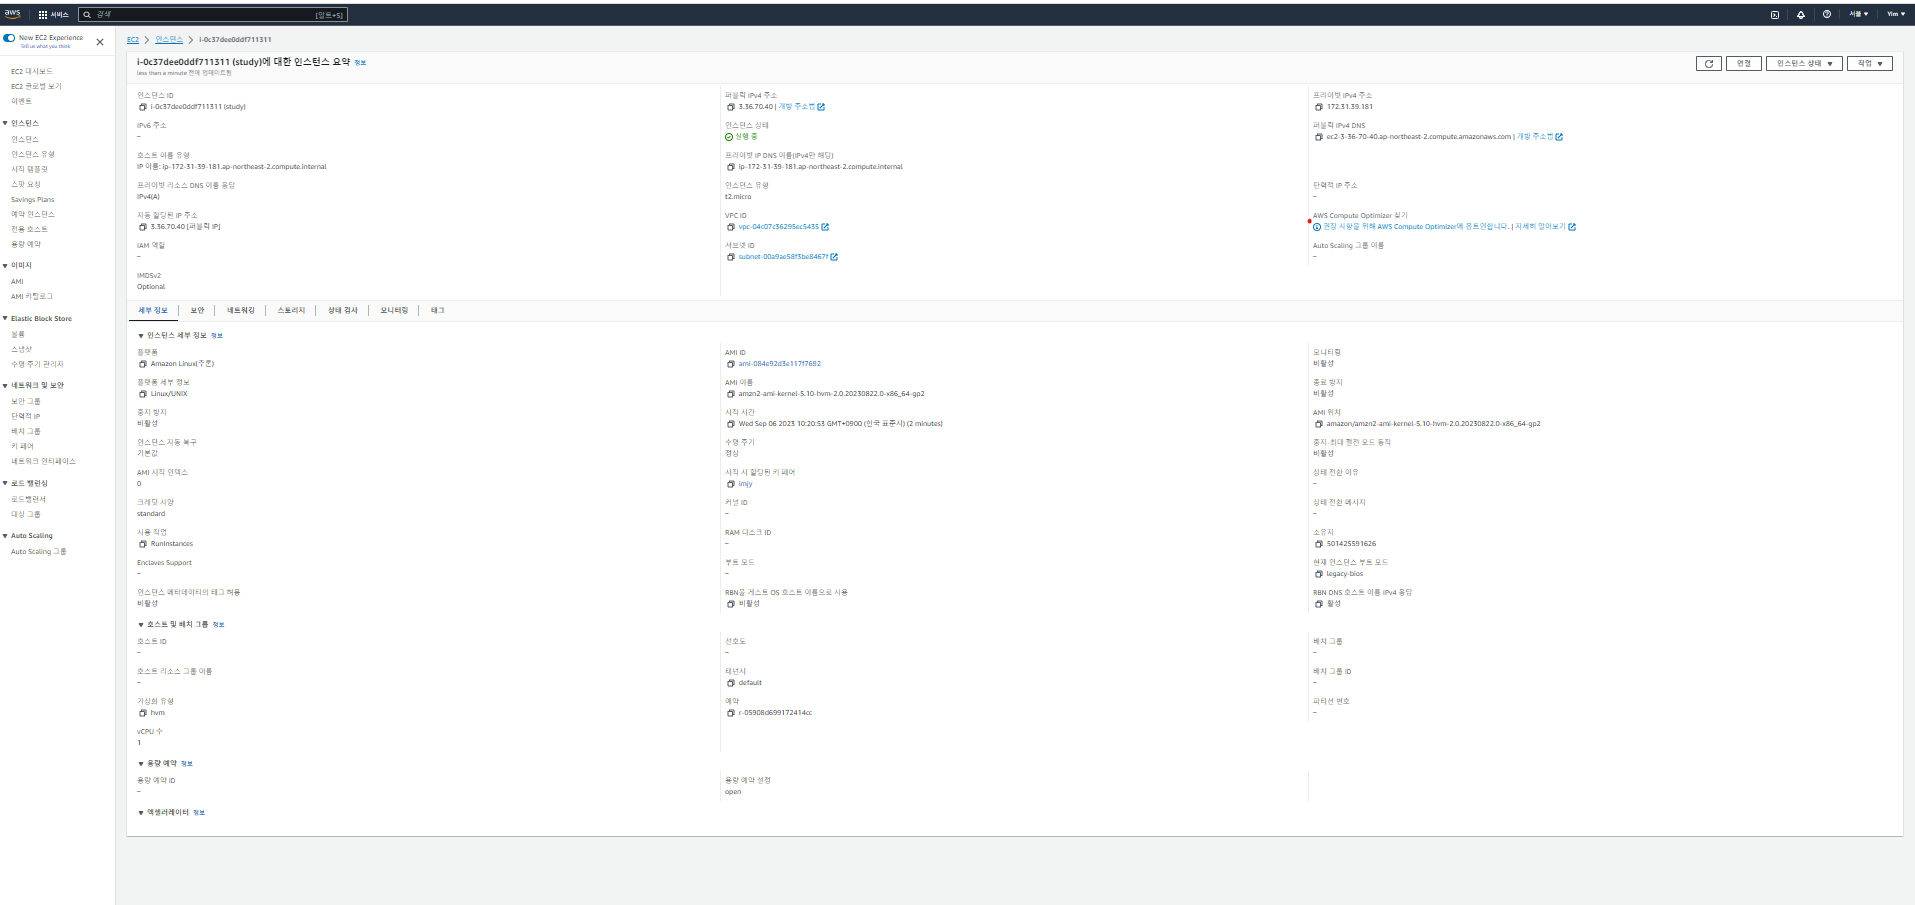 aws
서비스
검색
[알트+S]
서울 ▼
Yim ▼
New EC2 Experience
Tell us what you think
EC2 대시보드
EC2 글로벌 보기
이벤트
인스턴스
인스턴스
인스턴스 유형
시작 템플릿
스팟 요청
Savings Plans
예약 인스턴스
전용 호스트
용량 예약
이미지
AMI
AMI 카탈로그
Elastic Block Store
볼륨
스냅샷
수명 주기 관리자
네트워크 및 보안
보안 그룹
탄력적 IP
배치 그룹
키 페어
네트워크 인터페이스
로드 밸런싱
로드밸런서
대상 그룹
Auto Scaling
Auto Scaling 그룹
EC2 > 인스턴스 > i-0c37dee0ddf711311
i-0c37dee0ddf711311 (study)에 대한 인스턴스 요약 정보
less than a minute 전에 업데이트됨
연결
인스턴스 상태 ▼
작업 ▼
인스턴스 ID
i-0c37dee0ddf711311 (study)
퍼블릭 IPv4 주소
3.36.70.40 | 개방 주소법
프라이빗 IPv4 주소
172.31.39.181
IPv6 주소
–
인스턴스 상태
실행 중
퍼블릭 IPv4 DNS
ec2-3-36-70-40.ap-northeast-2.compute.amazonaws.com | 개방 주소법
호스트 이름 유형
IP 이름: ip-172-31-39-181.ap-northeast-2.compute.internal
프라이빗 IP DNS 이름(IPv4만 해당)
ip-172-31-39-181.ap-northeast-2.compute.internal
프라이빗 리소스 DNS 이름 응답
IPv4(A)
인스턴스 유형
t2.micro
탄력적 IP 주소
–
자동 할당된 IP 주소
3.36.70.40 [퍼블릭 IP]
VPC ID
vpc-04c07c36295ec5435
AWS Compute Optimizer 찾기
권장 사항을 위해 AWS Compute Optimizer에 옵트인합니다. | 자세히 알아보기
IAM 역할
–
서브넷 ID
subnet-00a9ae58f3be8467f
Auto Scaling 그룹 이름
–
IMDSv2
Optional
세부 정보
보안
네트워킹
스토리지
상태 검사
모니터링
태그
▼ 인스턴스 세부 정보 정보
플랫폼
Amazon Linux(추론)
AMI ID
ami-084e92d3e117f7692
모니터링
비활성
플랫폼 세부 정보
Linux/UNIX
AMI 이름
amzn2-ami-kernel-5.10-hvm-2.0.20230822.0-x86_64-gp2
종료 방지
비활성
중지 방지
비활성
시작 시간
Wed Sep 06 2023 10:20:53 GMT+0900 (한국 표준시) (2 minutes)
AMI 위치
amazon/amzn2-ami-kernel-5.10-hvm-2.0.20230822.0-x86_64-gp2
인스턴스 자동 복구
기본값
수명 주기
정상
중지-최대 절전 모드 동작
비활성
AMI 시작 인덱스
0
시작 시 할당된 키 페어
imjy
상태 전환 이유
–
크레딧 사양
standard
커널 ID
–
상태 전환 메시지
–
사용 작업
RunInstances
RAM 디스크 ID
–
소유자
501425591626
Enclaves Support
–
부트 모드
–
현재 인스턴스 부트 모드
legacy-bios
인스턴스 메타데이터의 태그 허용
비활성
RBN을 게스트 OS 호스트 이름으로 사용
비활성
RBN DNS 호스트 이름 IPv4 응답
활성
▼ 호스트 및 배치 그룹 정보
호스트 ID
–
선호도
–
배치 그룹
–
호스트 리소스 그룹 이름
–
테넌시
default
배치 그룹 ID
–
가상화 유형
hvm
예약
r-05908d699172414cc
파티션 번호
–
vCPU 수
1
▼ 용량 예약 정보
용량 예약 ID
–
용량 예약 설정
open
▼ 액셀러레이터 정보